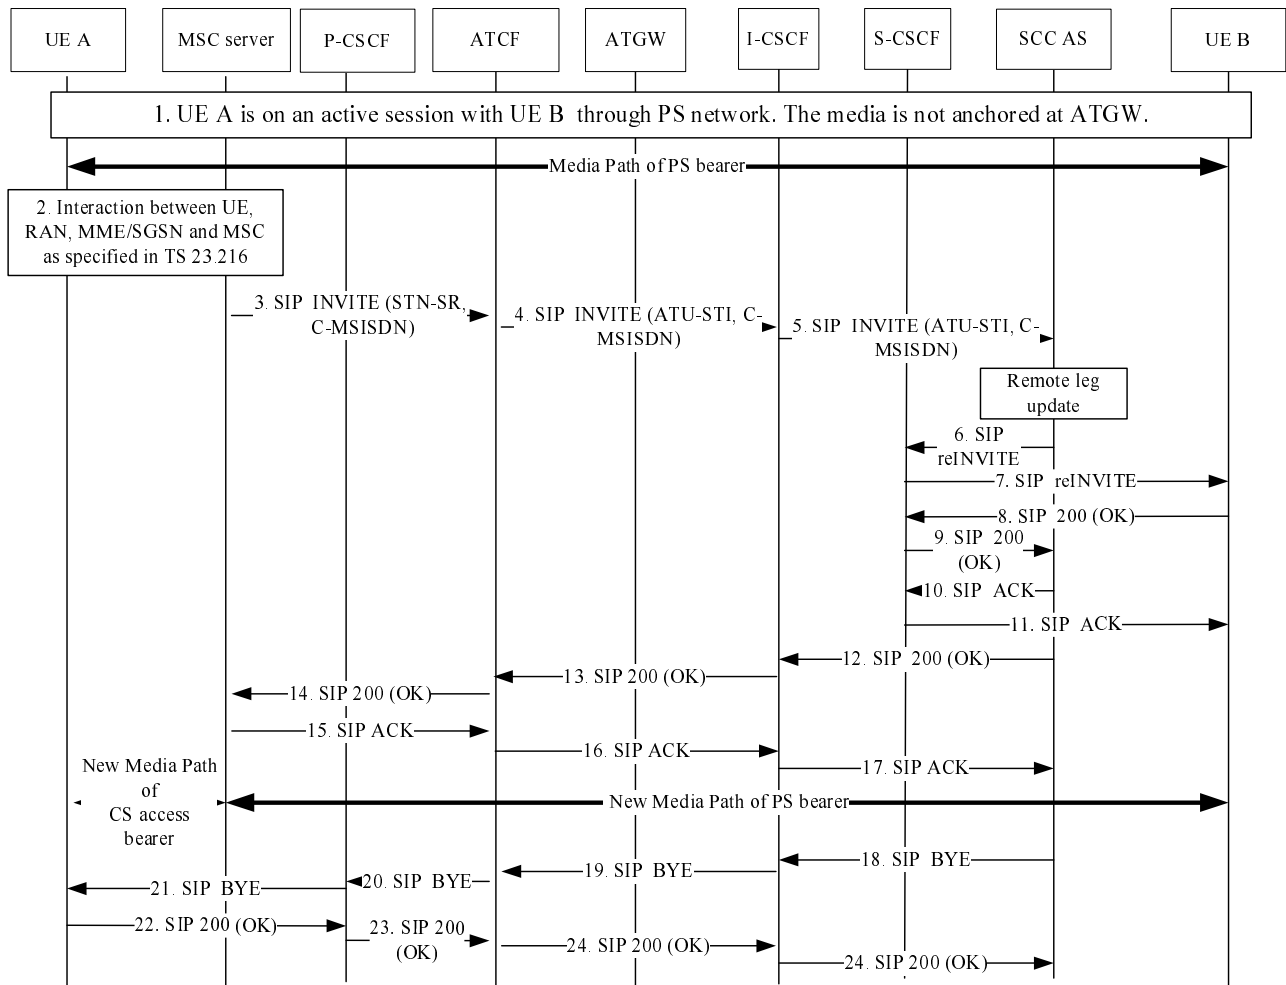 UE A
MSC server
P-CSCF
ATCF
ATGW
I-CSCF
S-CSCF
SCC AS
UE B
1. UE A is on an active session with UE B through PS network. The media is not anchored at ATGW.
Media Path of PS bearer
2. Interaction between UE,
RAN, MME/SGSN and MSC
as specified in TS 23.216
3. SIP INVITE (STN-SR,
C-MSISDN)
4. SIP INVITE (ATU-STI, C-
MSISDN)
5. SIP INVITE (ATU-STI, C-
MSISDN)
Remote leg
update
6. SIP
reINVITE
7. SIP reINVITE
8. SIP 200 (OK)
9. SIP 200
(OK)
10. SIP ACK
11. SIP ACK
12. SIP 200 (OK)
13. SIP 200 (OK)
14. SIP 200 (OK)
15. SIP ACK
16. SIP ACK
17. SIP ACK
New Media Path
of
CS access
bearer
New Media Path of PS bearer
18. SIP BYE
19. SIP BYE
20. SIP BYE
21. SIP BYE
22. SIP 200 (OK)
23. SIP 200
(OK)
24. SIP 200 (OK)
24. SIP 200 (OK)